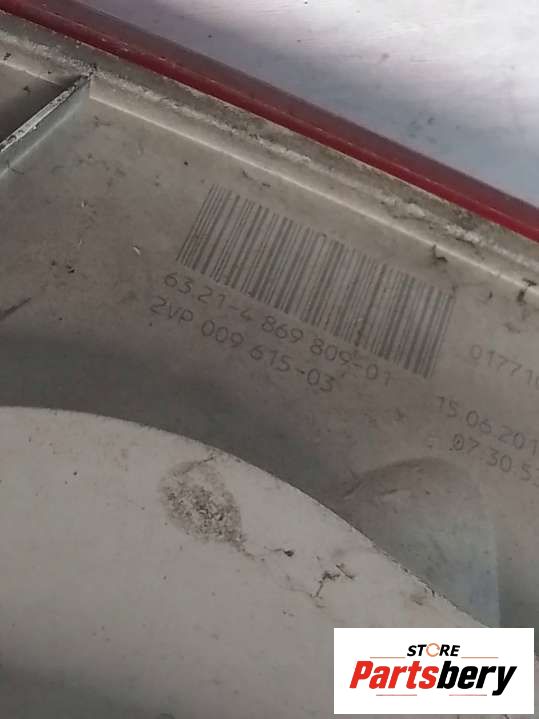 63.21-4 869 809-01
2VP 009 615-03
15.06.201
07:30:5
STORE
Partsbery